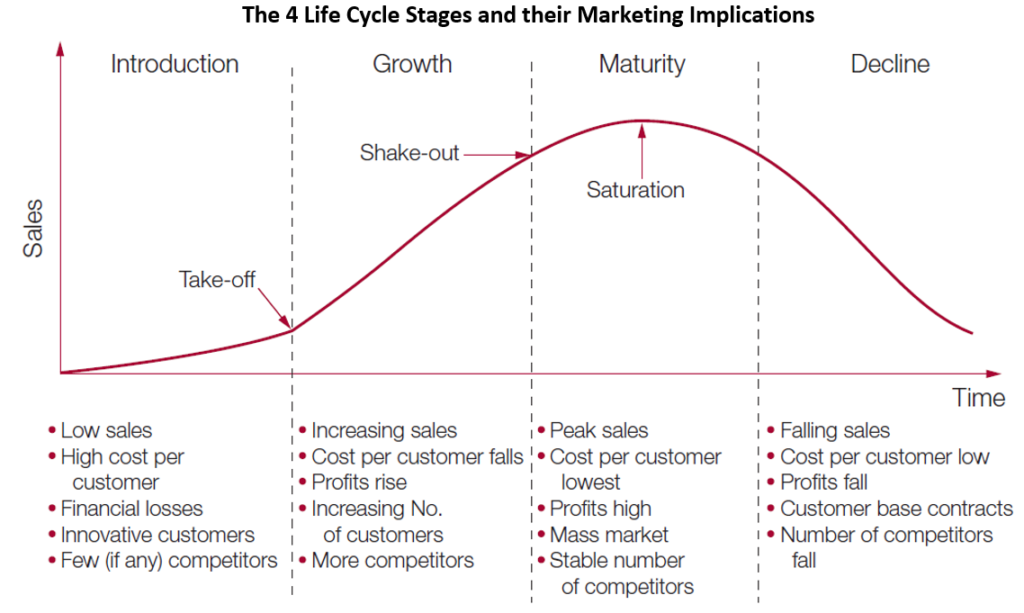 The 4 Life Cycle Stages and their Marketing Implications
Introduction
Growth
Maturity
Decline
Shake-out
Saturation
Take-off
Sales
Time
• Low sales
• High cost per
customer
• Financial losses
• Innovative customers
• Few (if any) competitors
• Increasing sales
• Cost per customer falls
• Profits rise
• Increasing No.
of customers
• More competitors
• Peak sales
• Cost per customer
lowest
• Profits high
• Mass market
• Stable number
of competitors
• Falling sales
• Cost per customer low
• Profits fall
• Customer base contracts
• Number of competitors
fall